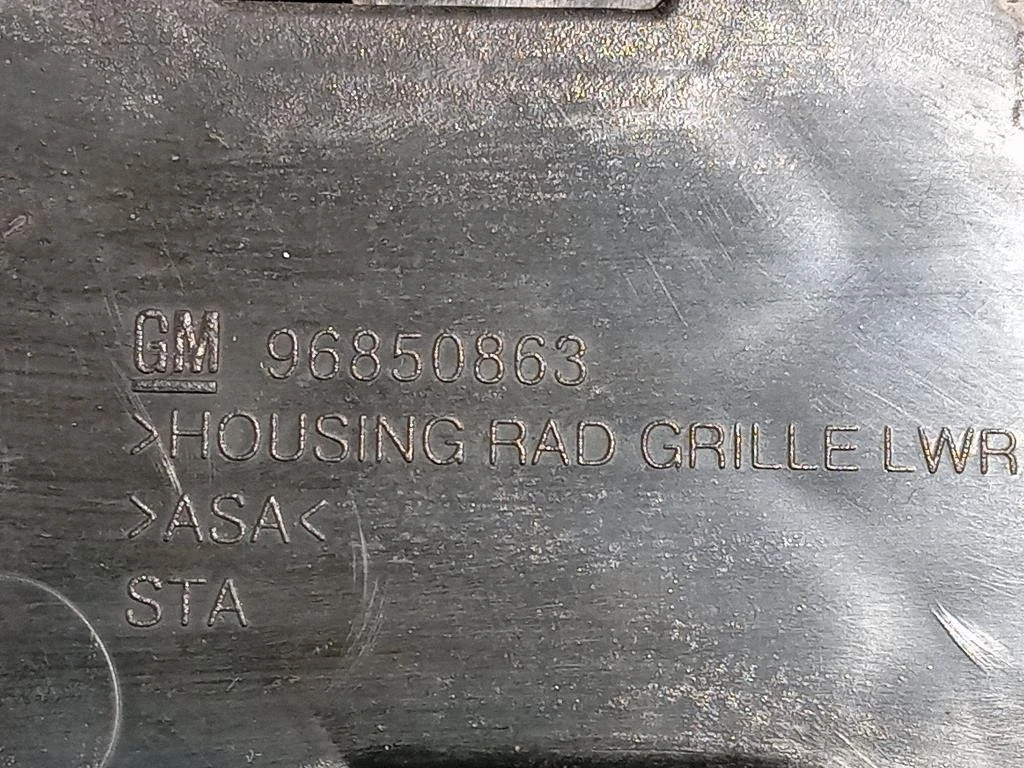 GM 96850863
>HOUSING RAD GRILLE LWR
>ASA<
STA